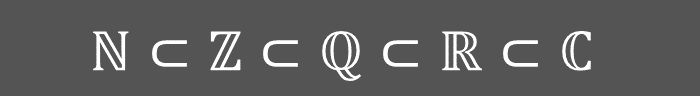 ℕ ⊂ ℤ ⊂ ℚ ⊂ ℝ ⊂ ℂ